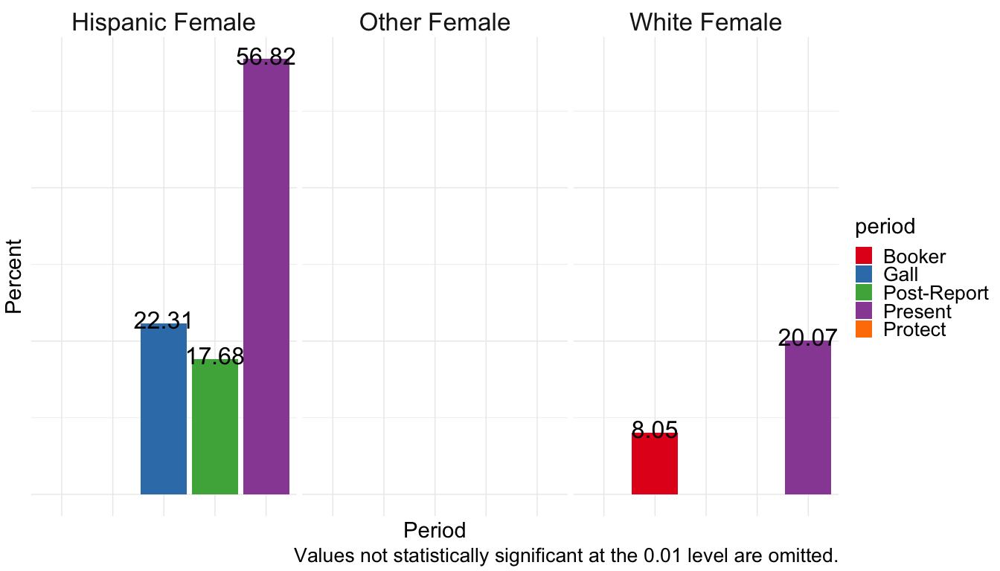 Hispanic Female Other Female White Female
56.82
22.31
17.68
20.07
8.05
Percent
Period
period
Booker
Gall
Post-Report
Present
Protect
Values not statistically significant at the 0.01 level are omitted.